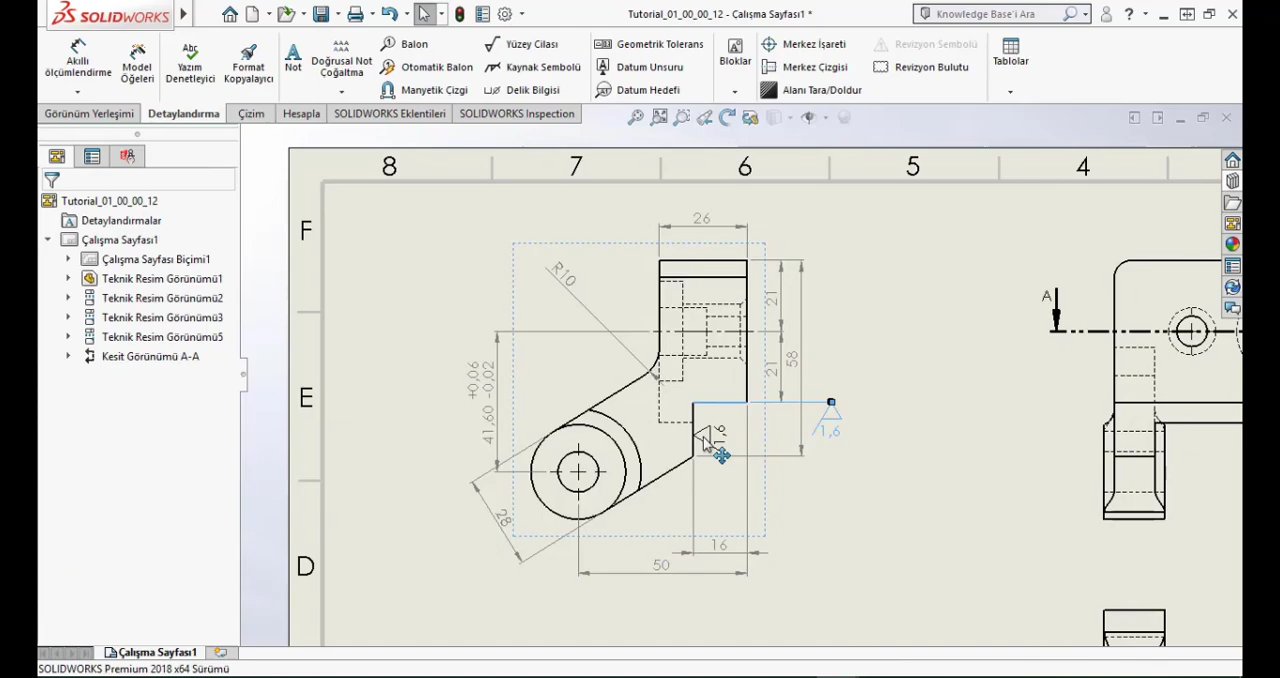 SOLIDWORKS
Tutorial_01_00_00_12 - Çalışma Sayfası1 *
Knowledge Base'i Ara
?
Akıllı ölçümlendirme
Model Öğeleri
Yazım Denetleyici
Format Kopyalayıcı
Not
Doğrusal Not Çoğaltma
Balon
Otomatik Balon
Manyetik Çizgi
Yüzey Cilası
Kaynak Sembolü
Delik Bilgisi
Geometrik Tolerans
Datum Unsuru
Datum Hedefi
Bloklar
Merkez İşareti
Merkez Çizgisi
Alanı Tara/Doldur
Revizyon Sembolü
Revizyon Bulutu
Tablolar
Görünüm Yerleşimi
Detaylandırma
Çizim
Hesapla
SOLIDWORKS Eklentileri
SOLIDWORKS Inspection
Tutorial_01_00_00_12
Detaylandırmalar
Çalışma Sayfası1
Çalışma Sayfası Biçimi1
Teknik Resim Görünümü1
Teknik Resim Görünümü2
Teknik Resim Görünümü3
Teknik Resim Görünümü5
Kesit Görünümü A-A
8 7 6 5 4
F
E
D
26
R10
21
21
58
+0,06
41,60 -0,02
1,6
1,6
28
16
50
A
Çalışma Sayfası1
SOLIDWORKS Premium 2018 x64 Sürümü